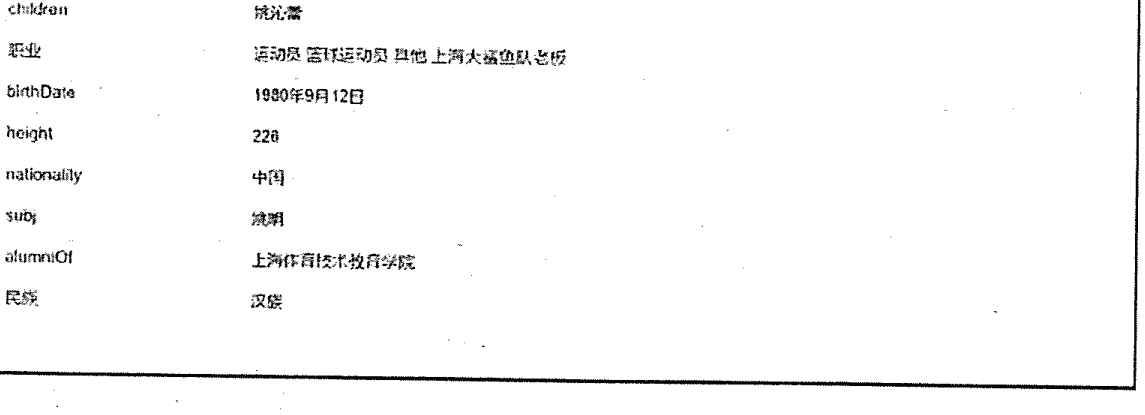 children 姚沁蕾
职业 运动员 篮球运动员 其他 上海大鲨鱼队老板
birthDate 1980年9月12日
height 226
nationality 中国
subj 姚明
alumniOf 上海体育技术教育学院
民族 汉族